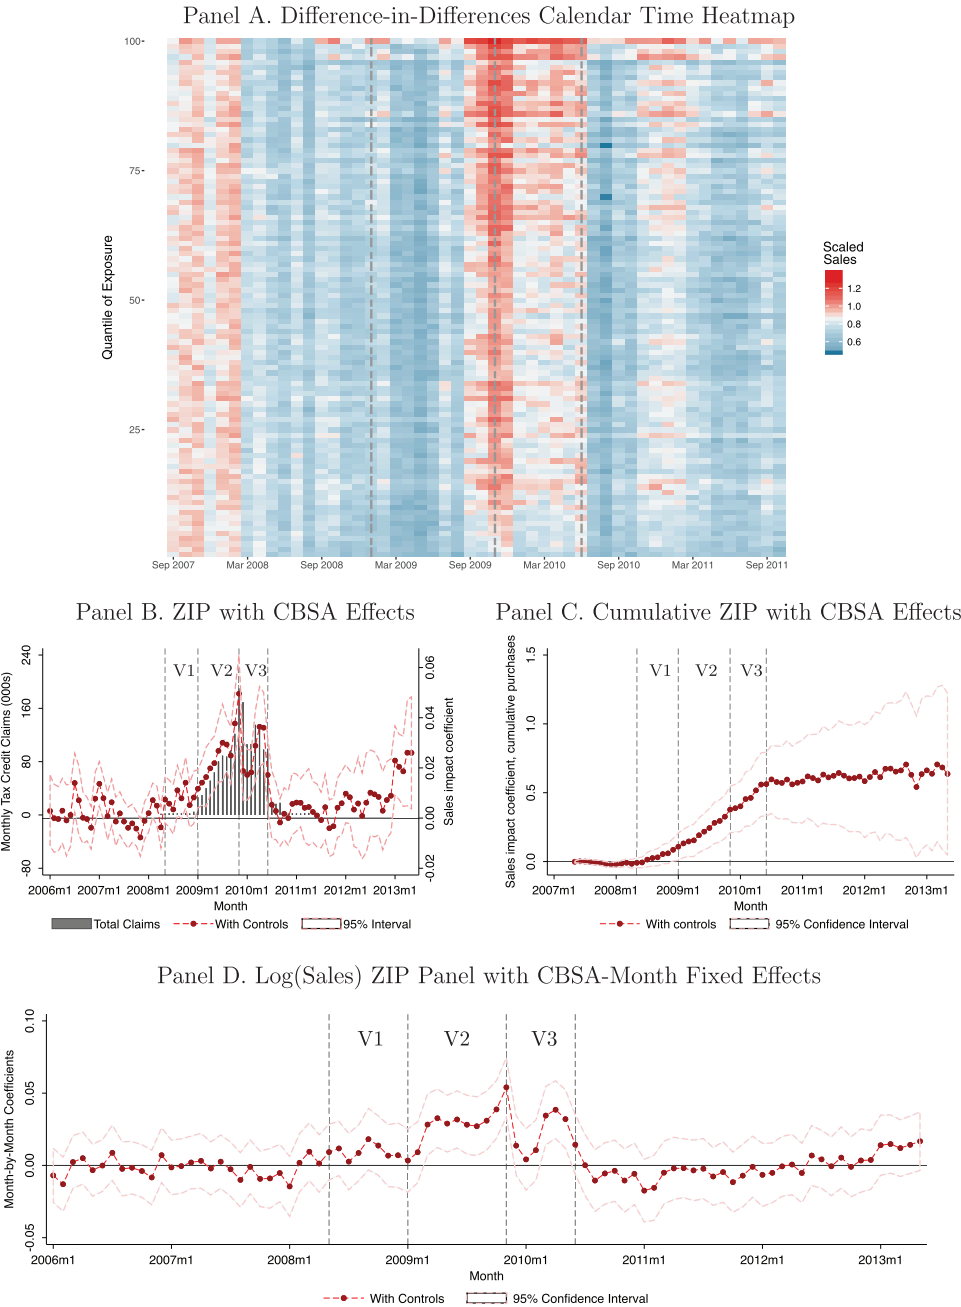 Panel A. Difference-in-Differences Calendar Time Heatmap
100-
75-
50-
25-
Quantile of Exposure
Sep 2007 Mar 2008 Sep 2008 Mar 2009 Sep 2009 Mar 2010 Sep 2010 Mar 2011 Sep 2011
Scaled
Sales
1.2
1.0
0.8
0.6
Panel B. ZIP with CBSA Effects
240
160
80
0
-80
Monthly Tax Credit Claims (000s)
V1 V2 V3
0.06
0.04
0.02
0.00
-0.02
Sales impact coefficient
2006m1 2007m1 2008m1 2009m1 2010m1 2011m1 2012m1 2013m1
Month
Total Claims With Controls 95% Interval
Panel C. Cumulative ZIP with CBSA Effects
1.5
1.0
0.5
0.0
Sales impact coefficient, cumulative purchases
V1 V2 V3
2007m1 2008m1 2009m1 2010m1 2011m1 2012m1 2013m1
Month
With controls 95% Confidence Interval
Panel D. Log(Sales) ZIP Panel with CBSA-Month Fixed Effects
0.10
0.05
0.00
-0.05
Month-by-Month Coefficients
V1 V2 V3
2006m1 2007m1 2008m1 2009m1 2010m1 2011m1 2012m1 2013m1
Month
With Controls 95% Confidence Interval